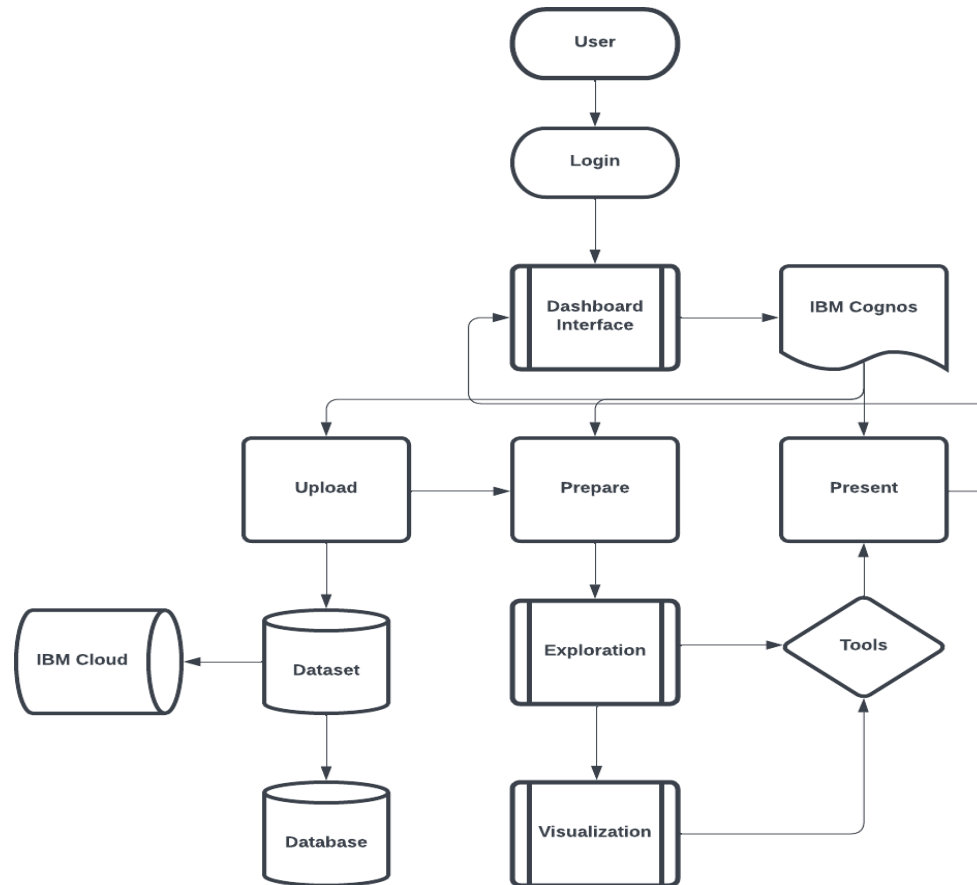 User
Login
Dashboard
Interface
IBM Cognos
Upload
Prepare
Present
IBM Cloud
Dataset
Exploration
Tools
Database
Visualization